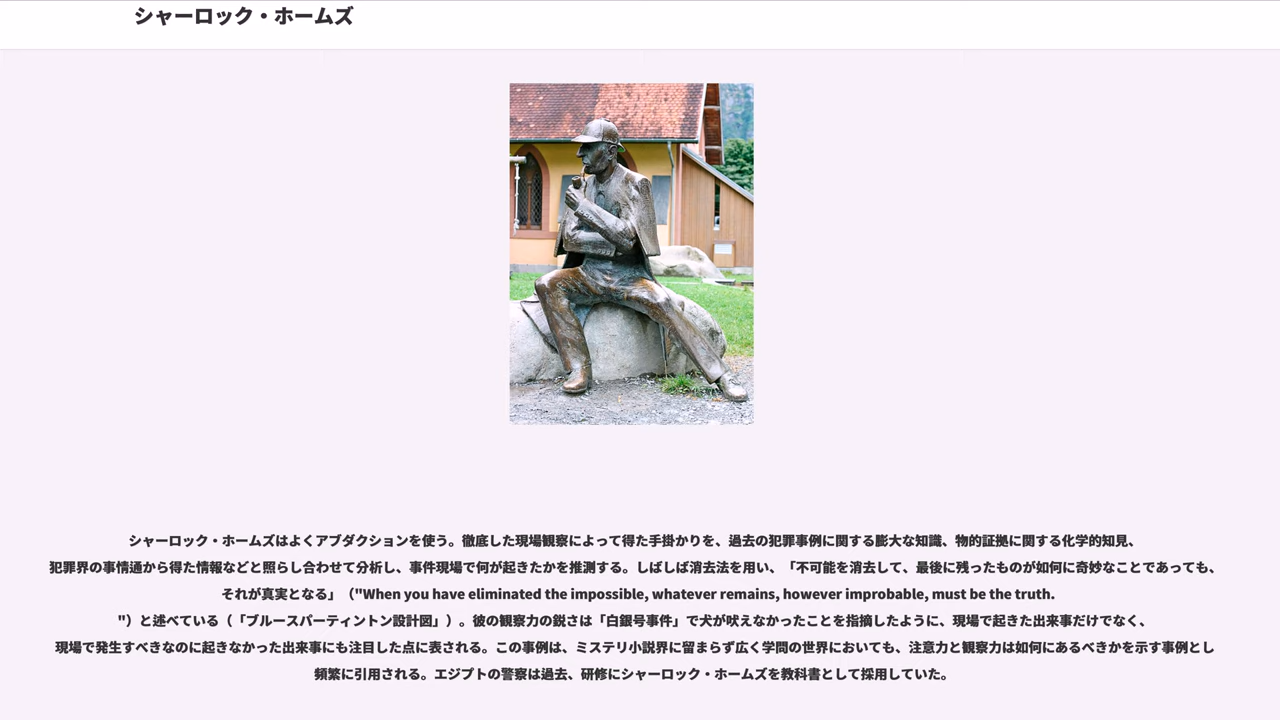 シャーロック・ホームズ
シャーロック・ホームズはよくアブダクションを使う。徹底した現場観察によって得た手掛かりを、過去の犯罪事例に関する膨大な知識、物的証拠に関する化学的知見、
犯罪界の事情通から得た情報などと照らし合わせて分析し、事件現場で何が起きたかを推測する。しばしば消去法を用い、「不可能を消去して、最後に残ったものが如何に奇妙なことであっても、
それが真実となる」（"When you have eliminated the impossible, whatever remains, however improbable, must be the truth.
"）と述べている（「ブルースパーティントン設計図」）。彼の観察力の鋭さは「白銀号事件」で犬が吠えなかったことを指摘したように、現場で起きた出来事だけでなく、
現場で発生すべきなのに起きなかった出来事にも注目した点に表される。この事例は、ミステリ小説界に留まらず広く学問の世界においても、注意力と観察力は如何にあるべきかを示す事例とし
頻繁に引用される。エジプトの警察は過去、研修にシャーロック・ホームズを教科書として採用していた。